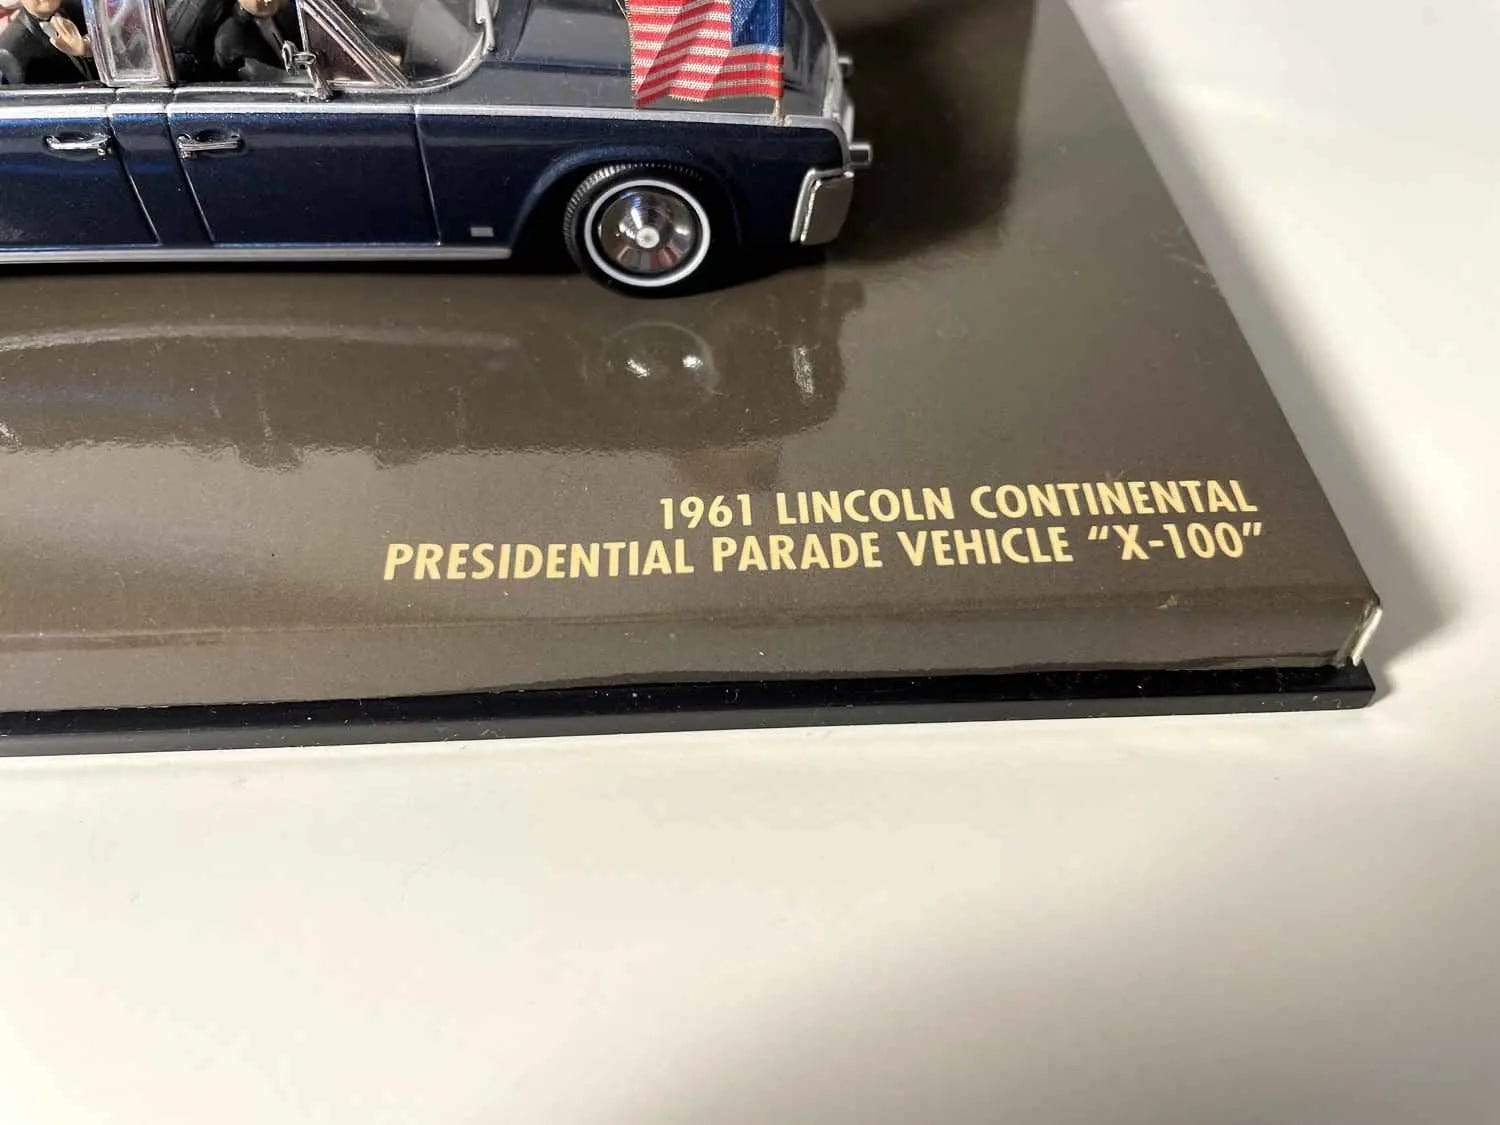 1961 LINCOLN CONTINENTAL
PRESIDENTIAL PARADE VEHICLE “X-100”